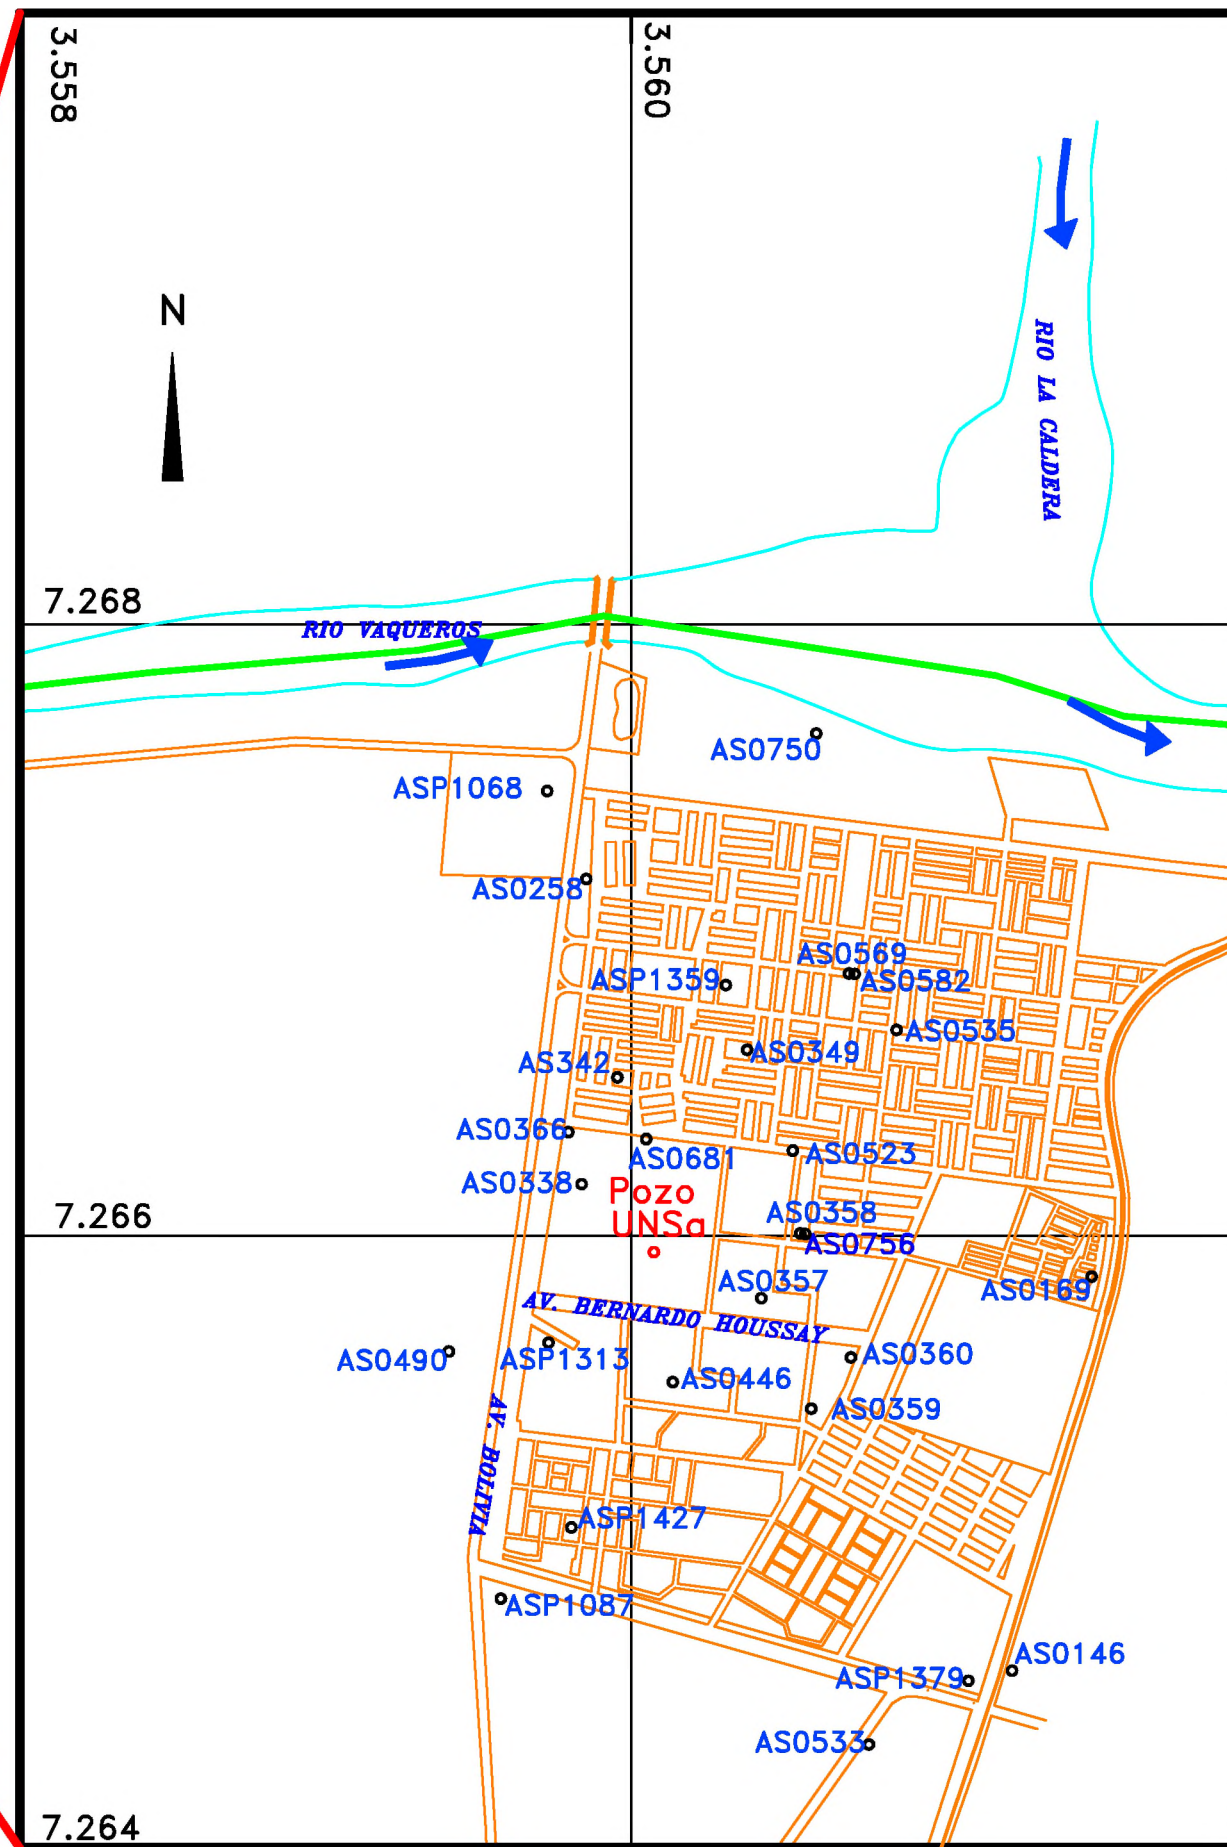 3.558
3.560
N
RIO LA CALDERA
7.268
RIO VAQUEROS
AS0750
ASP1068
AS0258
AS0569
ASP1359
AS0582
AS0535
AS0349
AS342
AS0366
AS0681
AS0523
AS0338
Pozo
UNSa
7.266
AS0358
AS0756
AS0357
AS0169
AV. BERNARDO HOUSSAY
AS0490
ASP1313
AS0360
AS0446
AS0359
AV. BOLIVIA
ASP1427
ASP1087
AS0146
ASP1379
AS0533
7.264